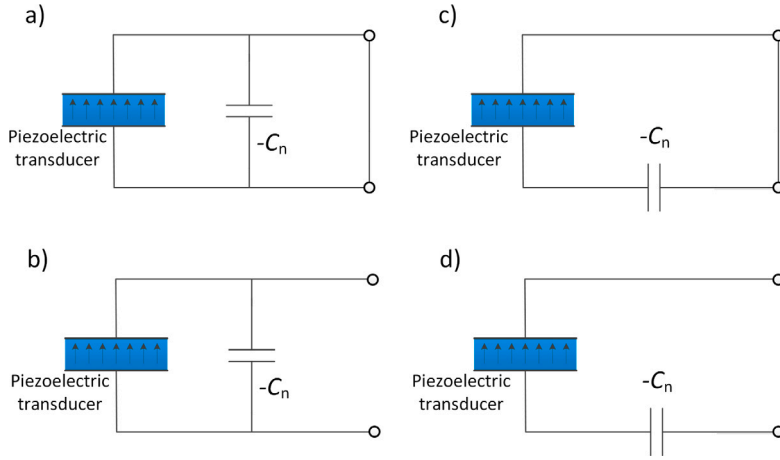 a)
Piezoelectric
transducer
-Cn
c)
Piezoelectric
transducer
-Cn
b)
Piezoelectric
transducer
-Cn
d)
Piezoelectric
transducer
-Cn